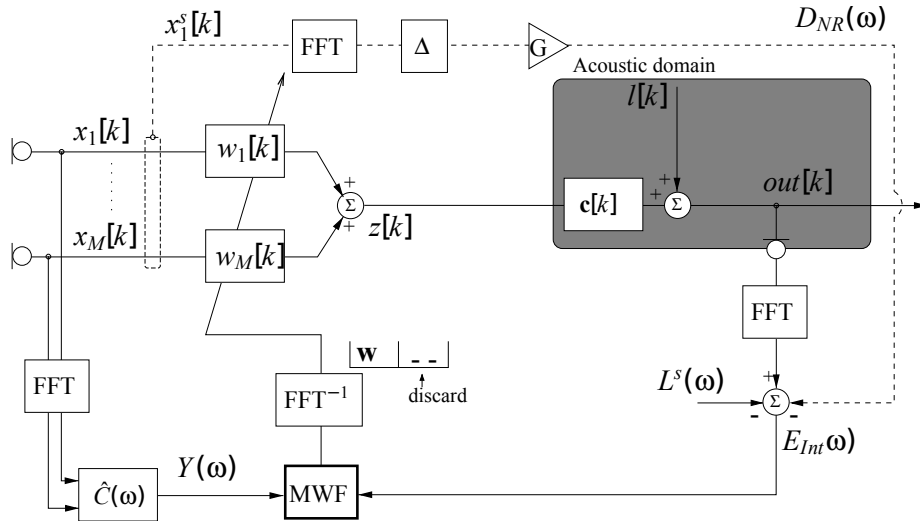 x₁ˢ[k]
D_NR(ω)
FFT
Δ
G
Acoustic domain
l[k]
x₁[k]
w₁[k]
+
Σ
+
z[k]
c[k]
+
+
Σ
out[k]
x_M[k]
w_M[k]
FFT
w
- -
discard
FFT
FFT⁻¹
Lˢ(ω)
+
Σ
-
-
E_Int ω)
Ĉ(ω)
Y(ω)
MWF